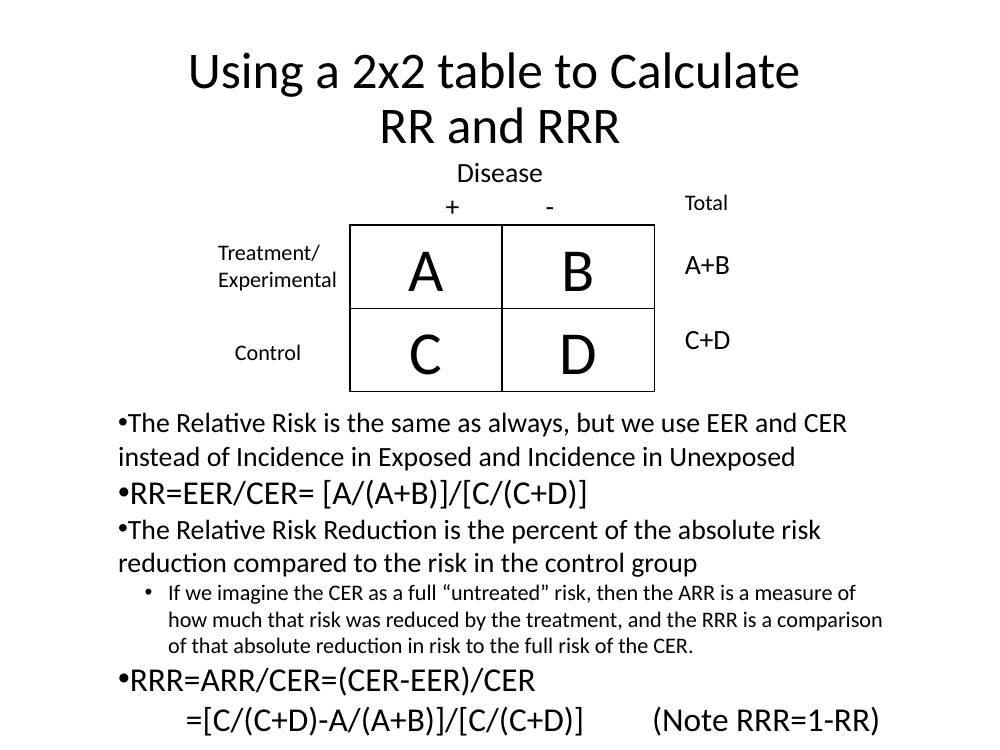 Using a 2x2 table to Calculate
RR and RRR
Disease
+ -
Total
Treatment/
Experimental
A B
A+B
Control
C D
C+D
•The Relative Risk is the same as always, but we use EER and CER
instead of Incidence in Exposed and Incidence in Unexposed
•RR=EER/CER= [A/(A+B)]/[C/(C+D)]
•The Relative Risk Reduction is the percent of the absolute risk
reduction compared to the risk in the control group
• If we imagine the CER as a full “untreated” risk, then the ARR is a measure of
how much that risk was reduced by the treatment, and the RRR is a comparison
of that absolute reduction in risk to the full risk of the CER.
•RRR=ARR/CER=(CER-EER)/CER
=[C/(C+D)-A/(A+B)]/[C/(C+D)] (Note RRR=1-RR)